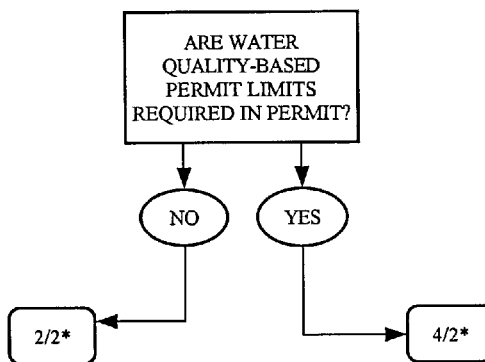 ARE WATER
QUALITY-BASED
PERMIT LIMITS
REQUIRED IN PERMIT?
NO
YES
2/2*
4/2*